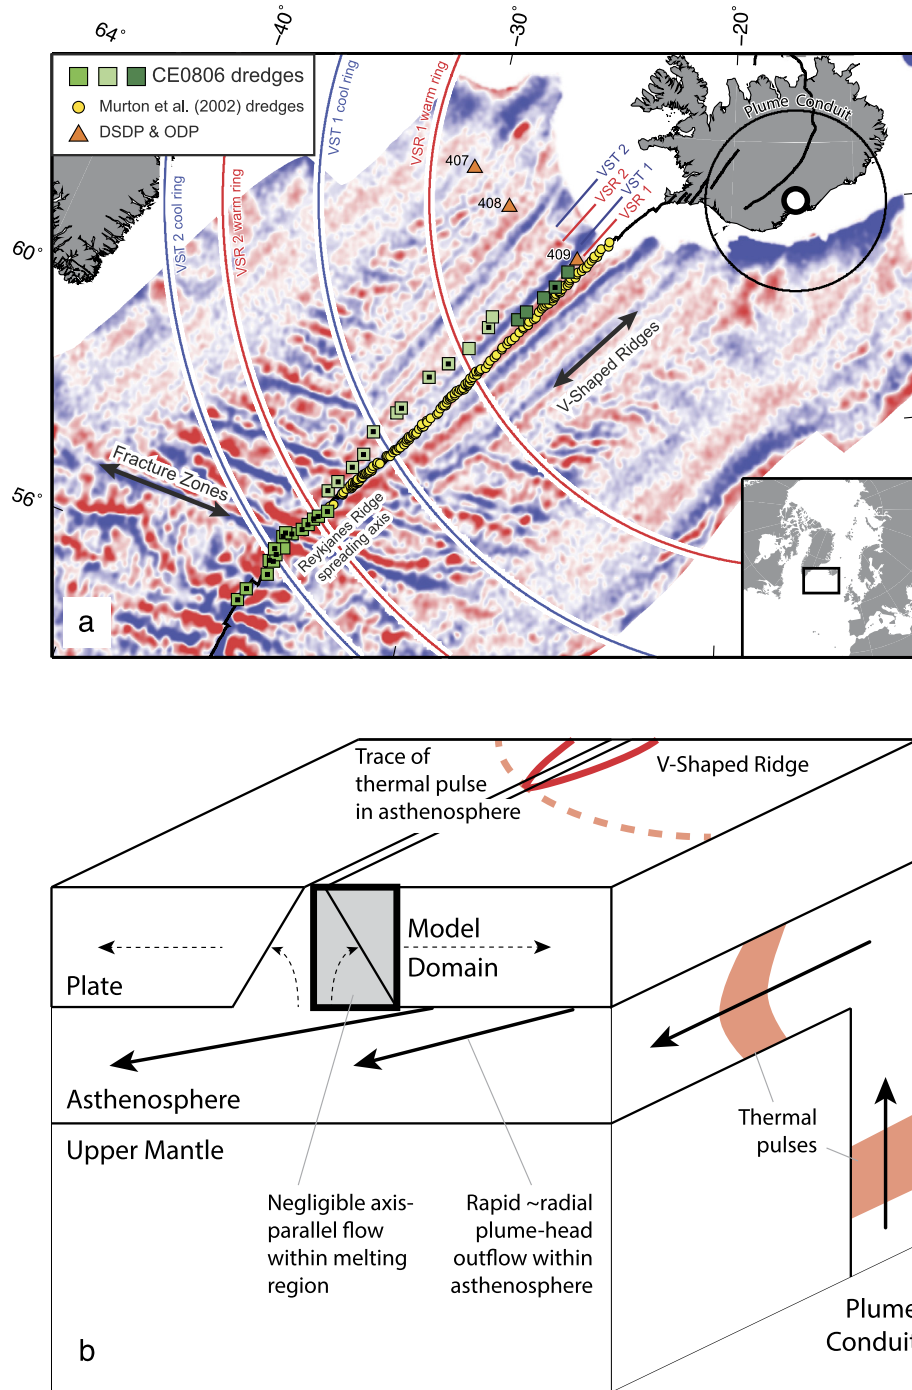 64°
-40°
-30°
-20°
CE0806 dredges
Murton et al. (2002) dredges
DSDP & ODP
VST 2 cool ring
VSR 2 warm ring
VST 1 cool ring
VSR 1 warm ring
407
408
409
VST 2
VSR 2
VST 1
VSR 1
Plume Conduit
60°
V-Shaped Ridges
Fracture Zones
56°
Reykjanes Ridge
spreading axis
a
Trace of
thermal pulse
in asthenosphere
V-Shaped Ridge
Model
Domain
Plate
Asthenosphere
Upper Mantle
Thermal
pulses
Negligible axis-
parallel flow
within melting
region
Rapid ~radial
plume-head
outflow within
asthenosphere
Plume
Conduit
b